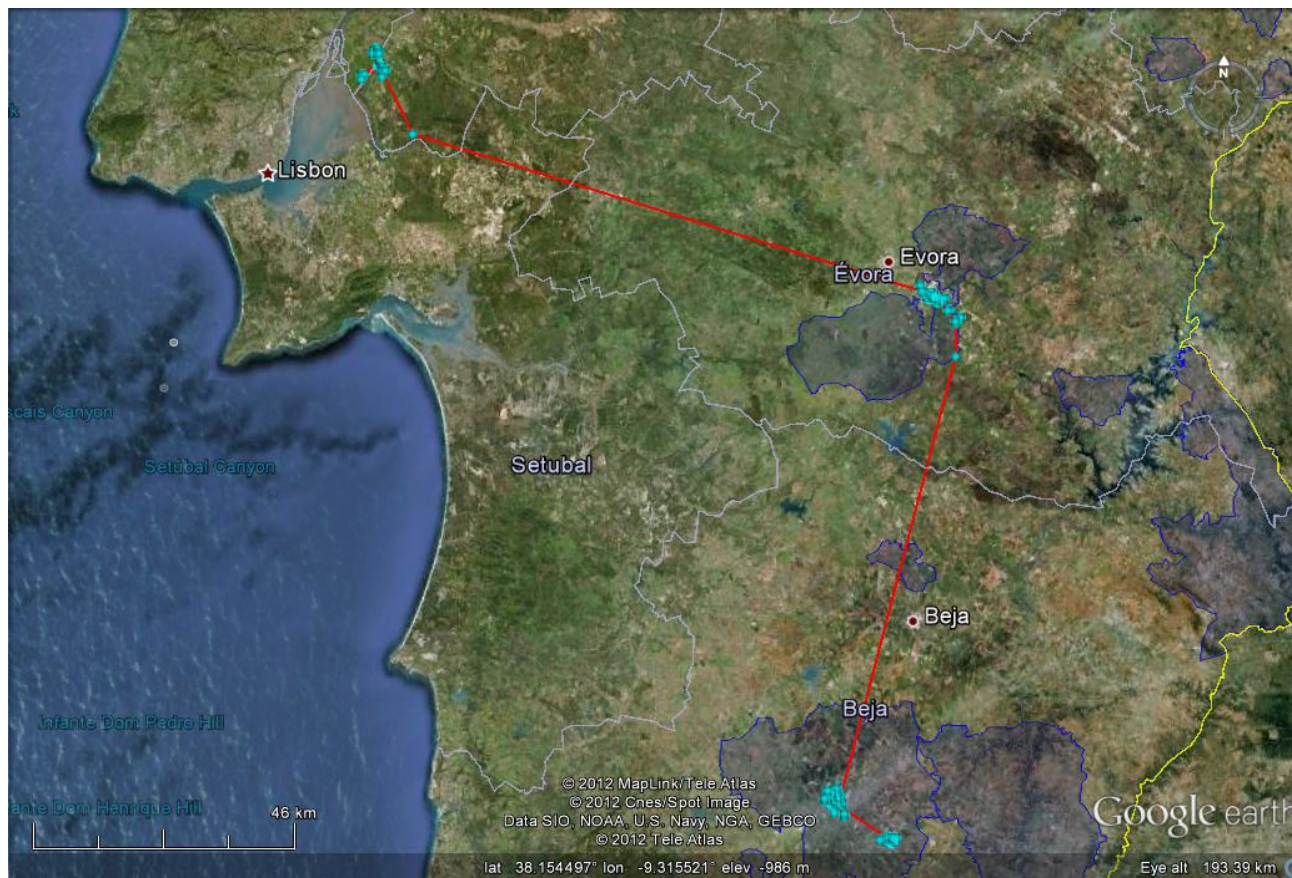 N
Lisbon
Evora
Évora
scais Canyon
Setúbal Canyon
Setubal
Beja
Beja
Infante Dom Pedro Hill
ante Dom Henrique Hill
46 km
© 2012 MapLink/Tele Atlas
© 2012 Cnes/Spot Image
Data SIO, NOAA, U.S. Navy, NGA, GEBCO
© 2012 Tele Atlas
Google earth
lat 38.154497° lon -9.315521° elev -986 m
Eye alt 193.39 km